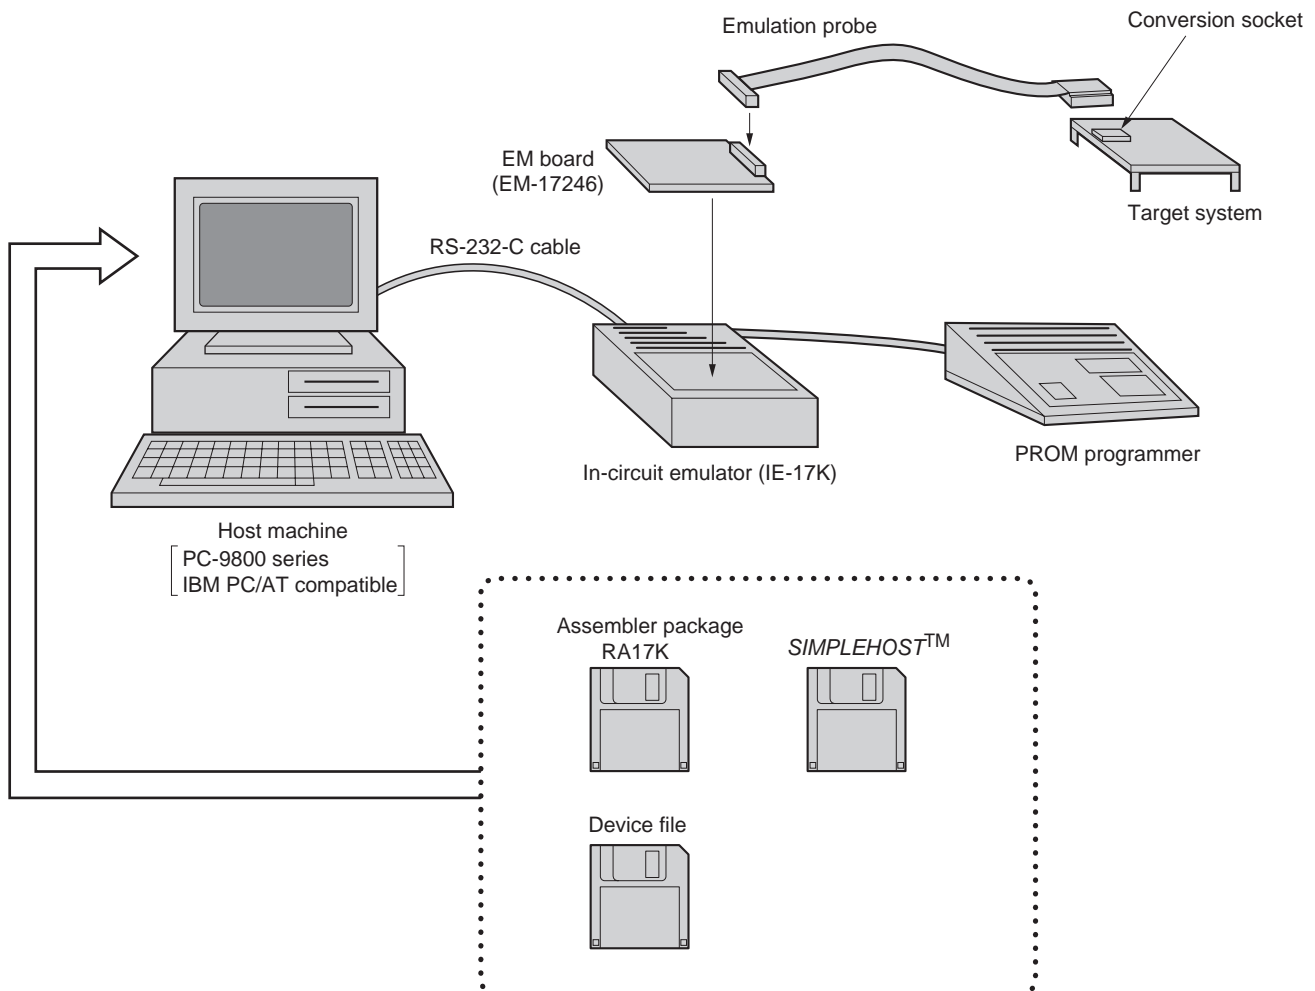 Emulation probe
Conversion socket
EM board
(EM-17246)
Target system
RS-232-C cable
PROM programmer
In-circuit emulator (IE-17K)
Host machine
PC-9800 series
IBM PC/AT compatible
Assembler package
RA17K
SIMPLEHOST™
Device file